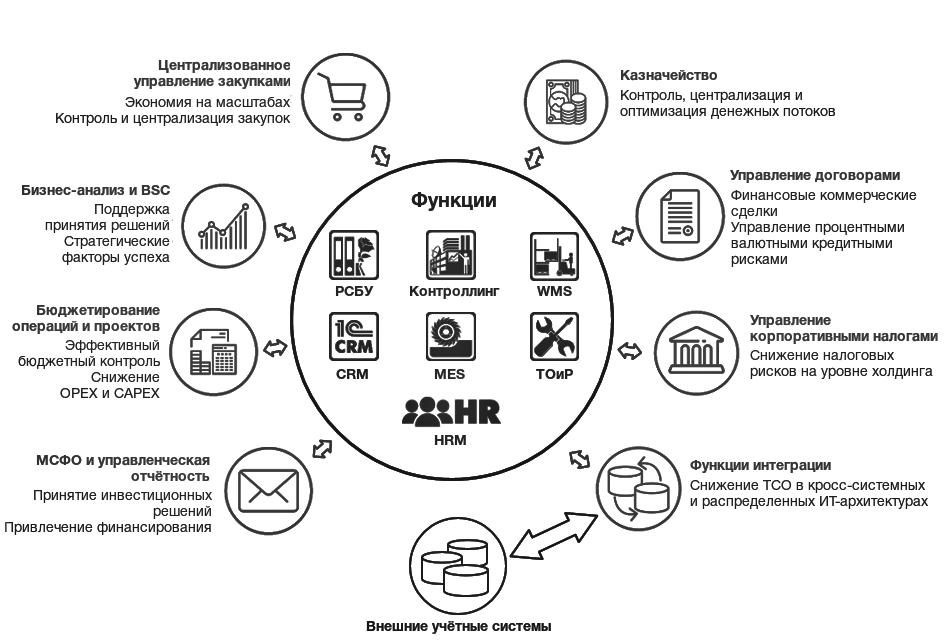 Централизованное
управление закупками
Экономия на масштабах
Контроль и централизация закупок
Казначейство
Контроль, централизация и
оптимизация денежных потоков
Бизнес-анализ и BSC
Поддержка
принятия решений
Стратегические
факторы успеха
Управление договорами
Финансовые коммерческие
сделки
Управление процентными
валютными кредитными
рисками
Функции
РСБУ
Контроллинг
WMS
1C
CRM
CRM
MES
ТОиР
HR
HRM
Бюджетирование
операций и проектов
Эффективный
бюджетный контроль
Снижение
OPEX и CAPEX
Управление
корпоративными налогами
Снижение налоговых
рисков на уровне холдинга
МСФО и управленческая
отчётность
Принятие инвестиционных
решений
Привлечение финансирования
Функции интеграции
Снижение ТСО в кросс-системных
и распределенных ИТ-архитектурах
Внешние учётные системы